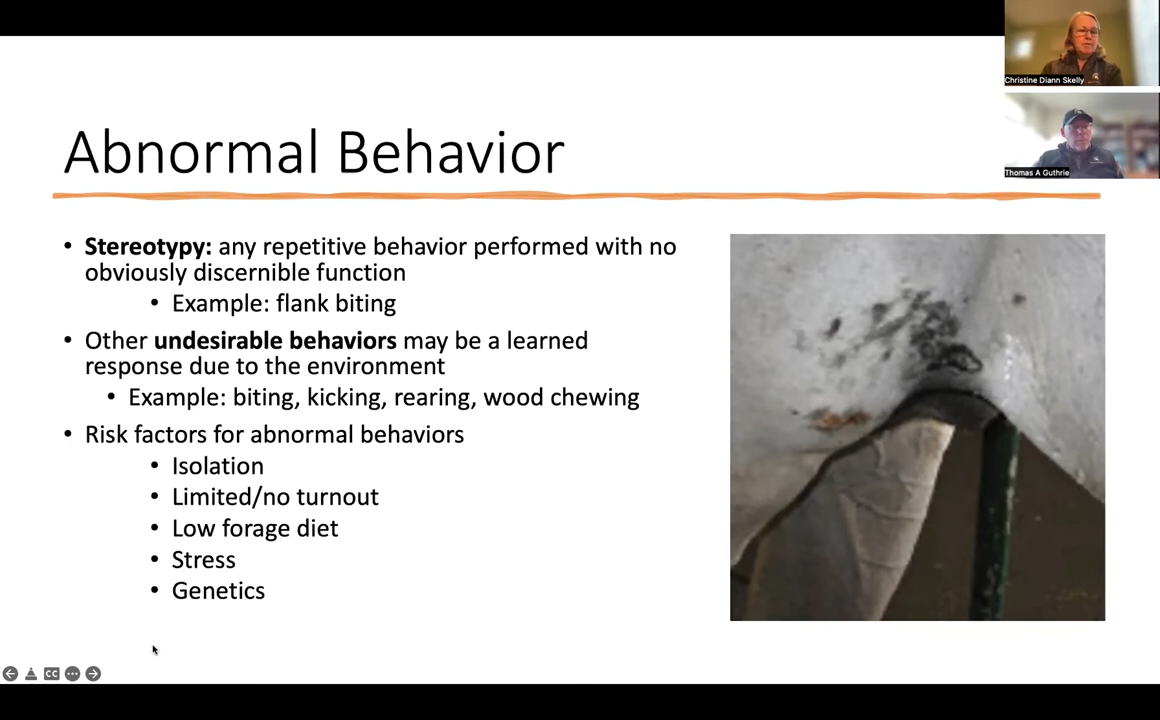 Christine Diann Skelly
Thomas A Guthrie
Abnormal Behavior
• Stereotypy: any repetitive behavior performed with no
obviously discernible function
• Example: flank biting
• Other undesirable behaviors may be a learned
response due to the environment
• Example: biting, kicking, rearing, wood chewing
• Risk factors for abnormal behaviors
• Isolation
• Limited/no turnout
• Low forage diet
• Stress
• Genetics
CC